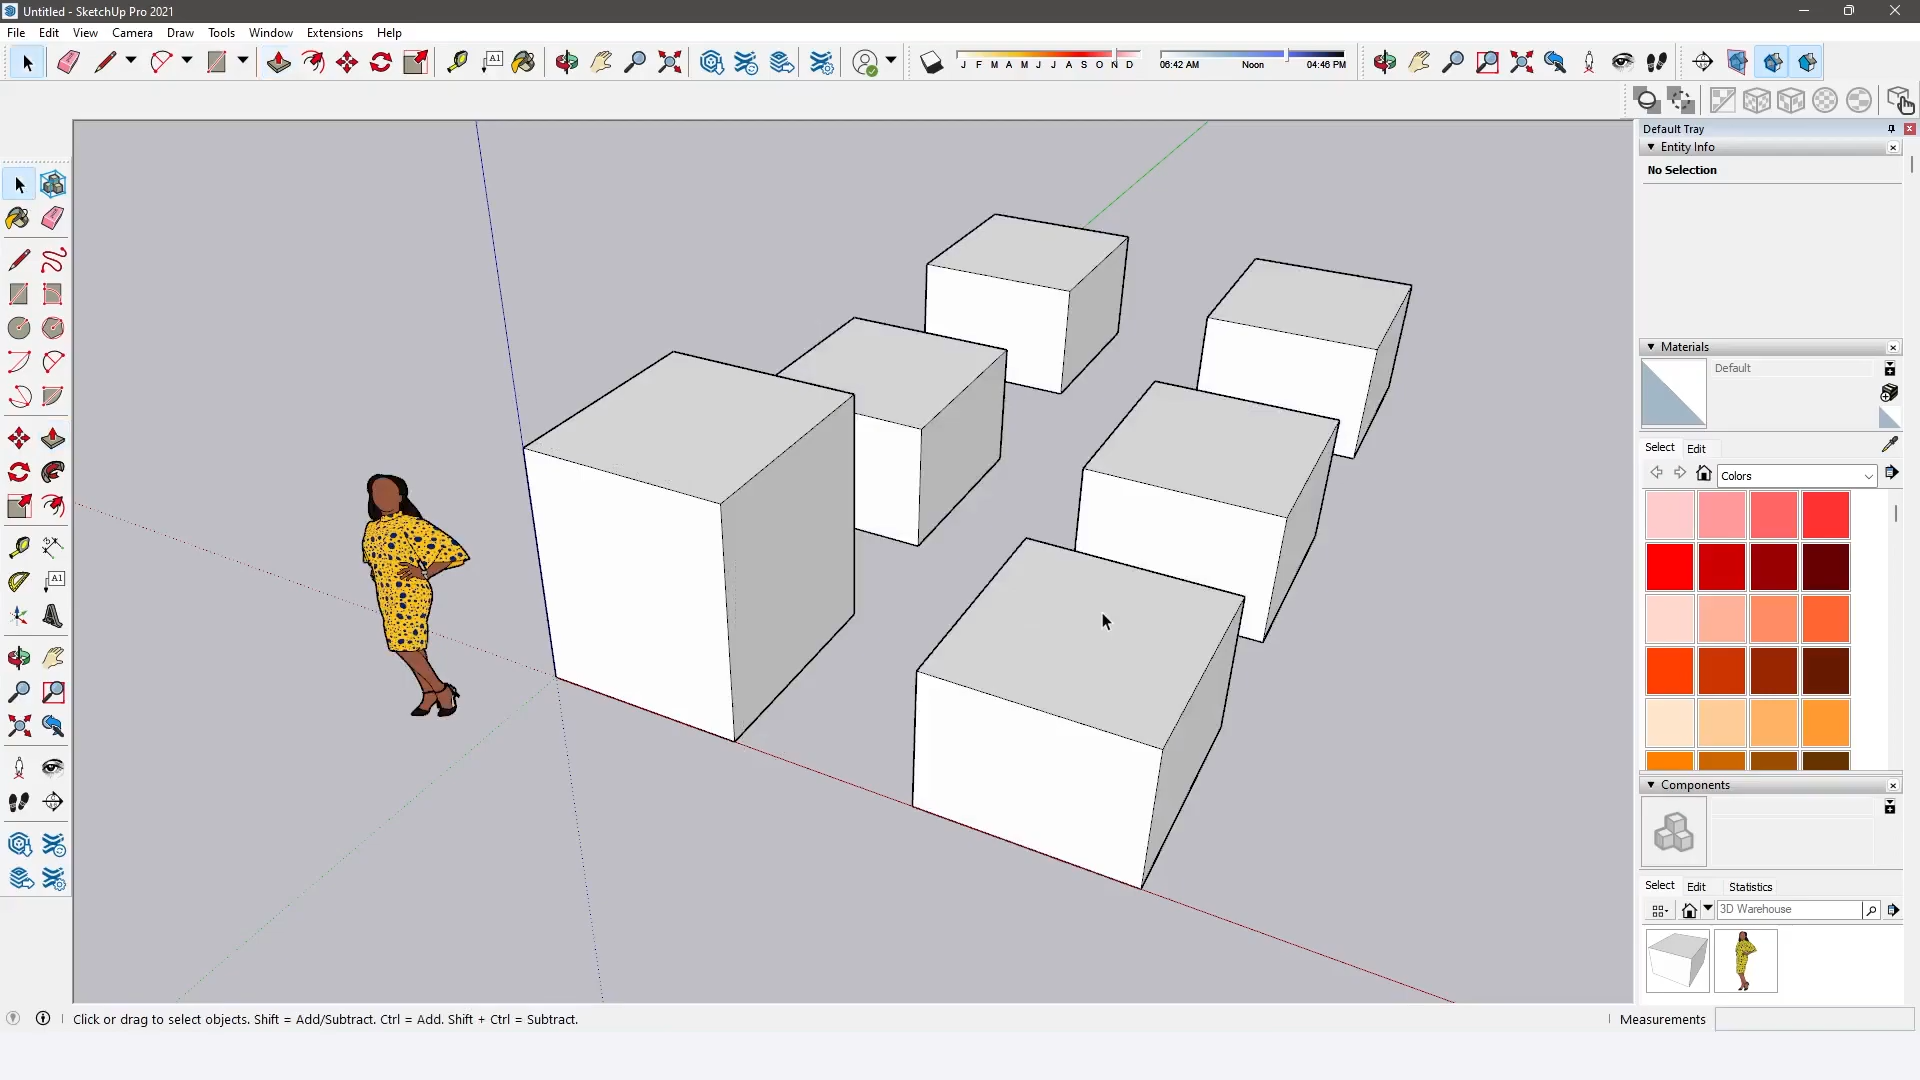 Untitled - SketchUp Pro 2021
File Edit View Camera Draw Tools Window Extensions Help
A1
J F M A M J J A S O N D
06:42 AM Noon 04:46 PM
Default Tray
Entity Info
No Selection
Materials
Default
Select Edit
Colors
A1
Components
Select Edit Statistics
3D Warehouse
Click or drag to select objects. Shift = Add/Subtract. Ctrl = Add. Shift + Ctrl = Subtract.
Measurements